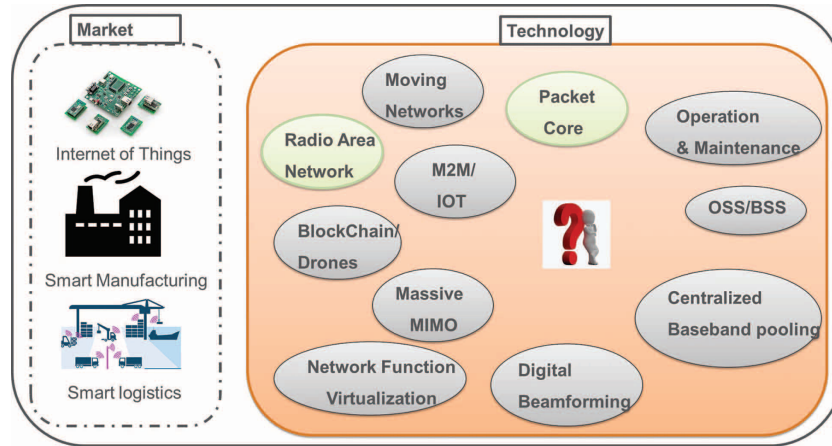 Market
Internet of Things
Smart Manufacturing
Smart logistics
Technology
Moving
Networks
Packet
Core
Operation
& Maintenance
Radio Area
Network
M2M/
IOT
OSS/BSS
BlockChain/
Drones
Massive
MIMO
Centralized
Baseband pooling
Network Function
Virtualization
Digital
Beamforming
?